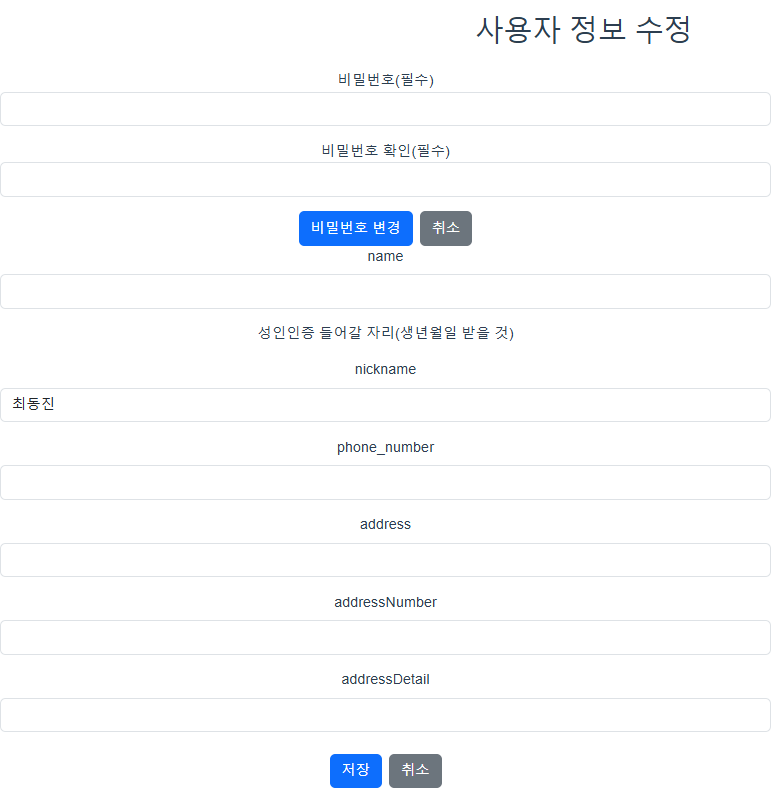 사용자 정보 수정
비밀번호(필수)
비밀번호 확인(필수)
비밀번호 변경 취소
name
성인인증 들어갈 자리(생년월일 받을 것)
nickname
최동진
phone_number
address
addressNumber
addressDetail
저장 취소